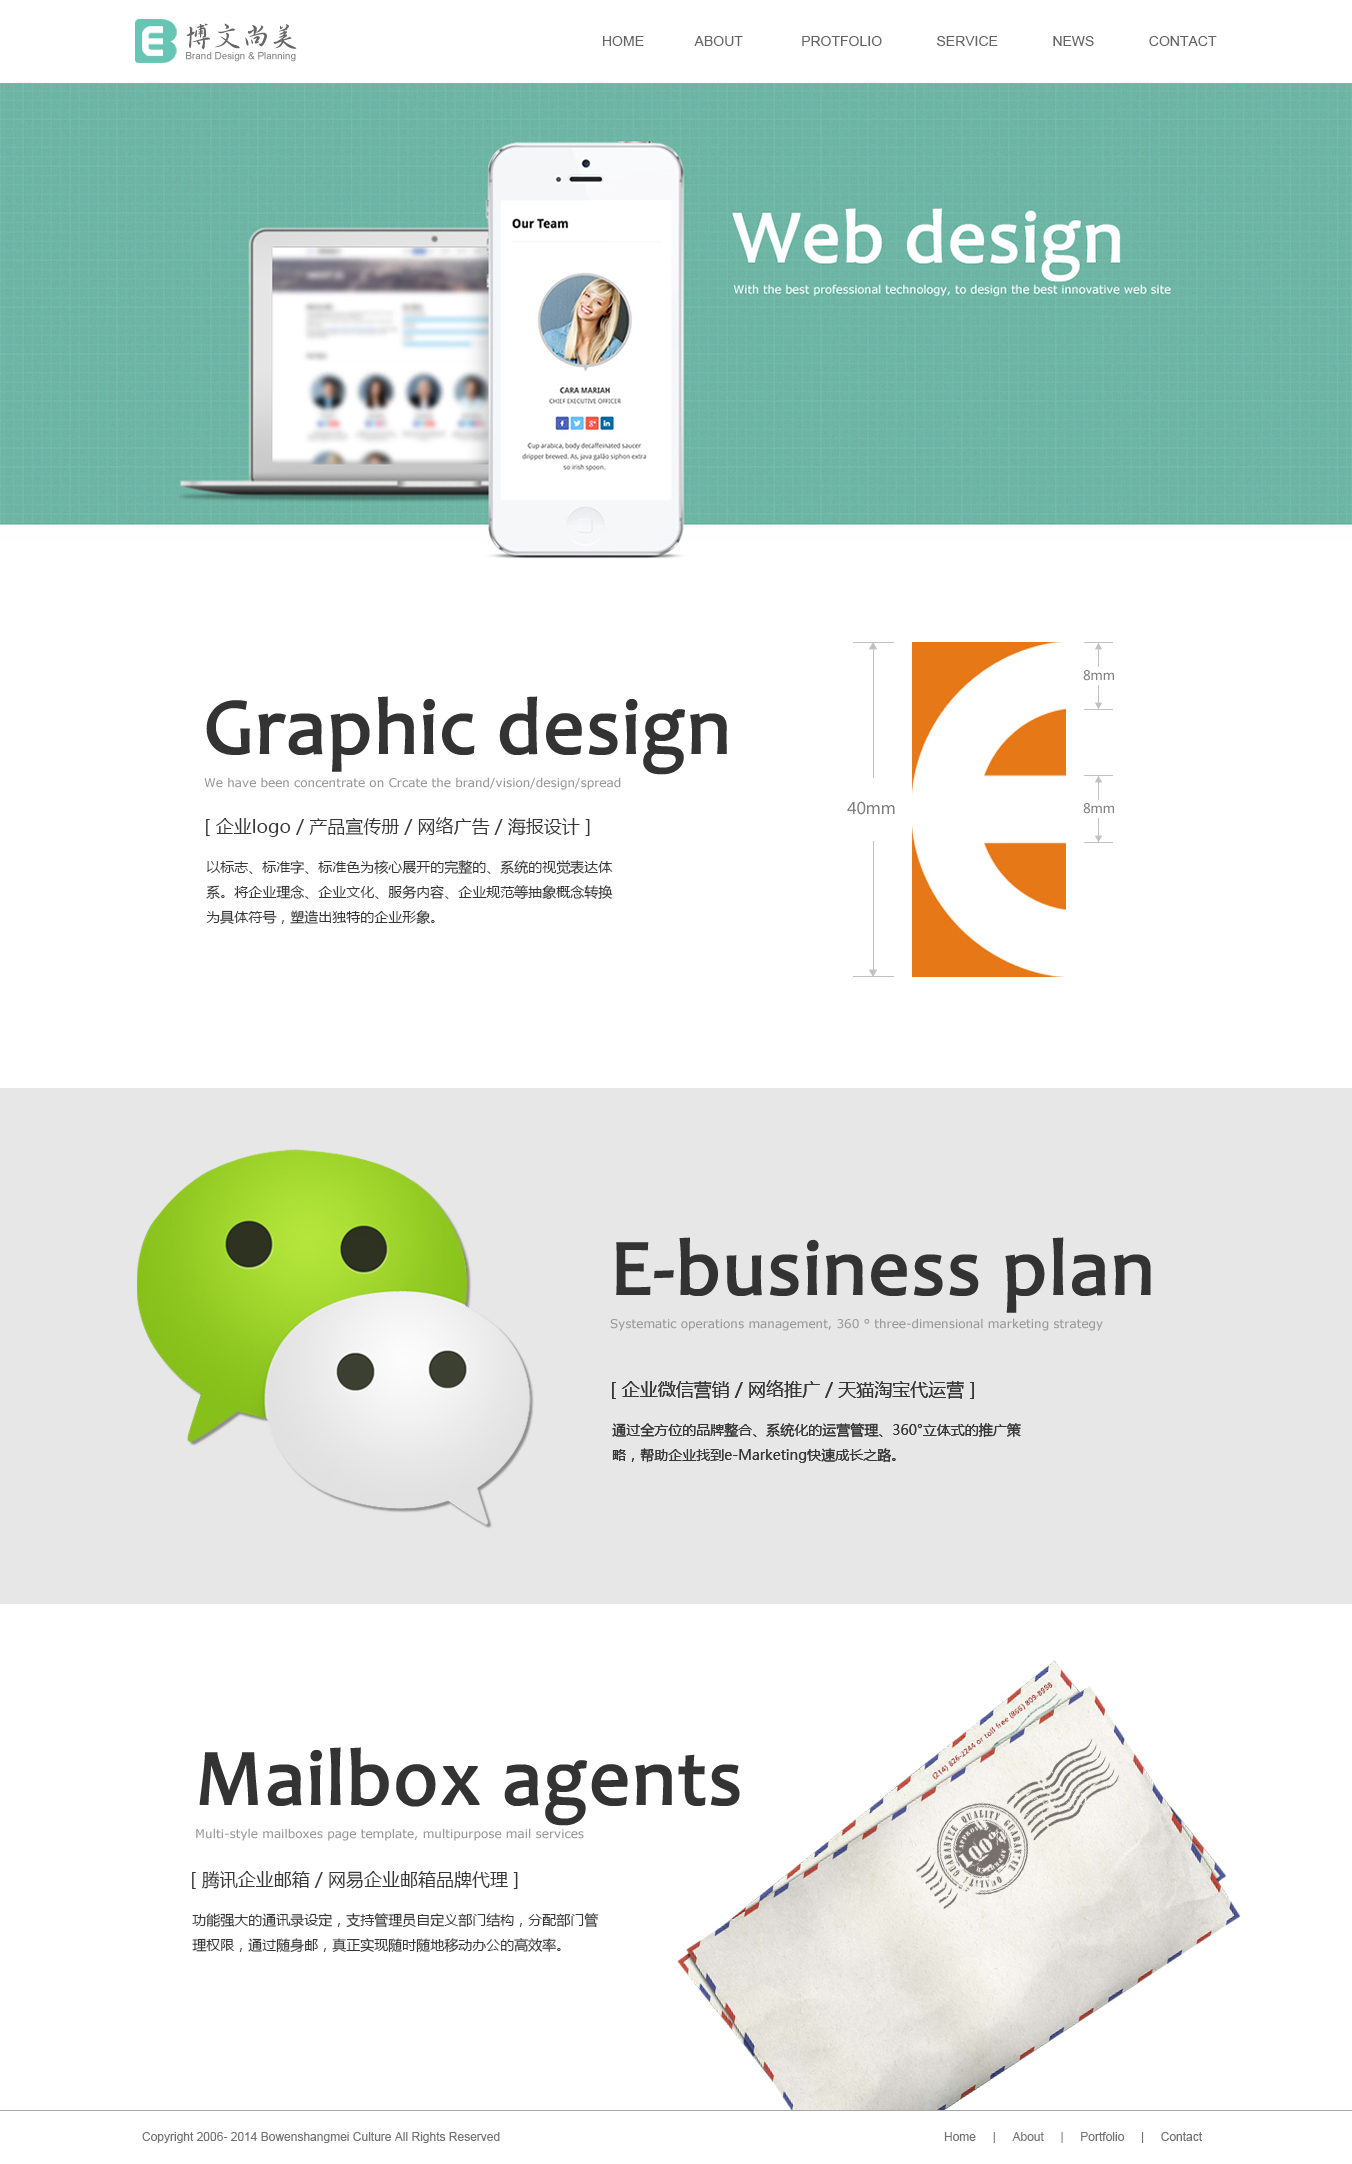 博文尚美
Brand Design & Planning
HOME ABOUT PROTFOLIO SERVICE NEWS CONTACT
Our Team
CARA MARIAH
CHIEF EXECUTIVE OFFICER
Cup arabica, body decaffeinated saucer
dripper brewed. As, java galão siphon extra
so irish spoon.
Web design
With the best professional technology, to design the best innovative web site
Graphic design
We have been concentrate on Crcate the brand/vision/design/spread
[ 企业logo / 产品宣传册 / 网络广告 / 海报设计 ]
以标志、标准字、标准色为核心展开的完整的、系统的视觉表达体
系。将企业理念、企业文化、服务内容、企业规范等抽象概念转换
为具体符号，塑造出独特的企业形象。
40mm
8mm
8mm
E-business plan
Systematic operations management, 360 ° three-dimensional marketing strategy
[ 企业微信营销 / 网络推广 / 天猫淘宝代运营 ]
通过全方位的品牌整合、系统化的运营管理、360°立体式的推广策
略，帮助企业找到e-Marketing快速成长之路。
Mailbox agents
Multi-style mailboxes page template, multipurpose mail services
[ 腾讯企业邮箱 / 网易企业邮箱品牌代理 ]
功能强大的通讯录设定，支持管理员自定义部门结构，分配部门管
理权限，通过随身邮，真正实现随时随地移动办公的高效率。
(214) 826-2244 or toll free (866) 809-8998
GUARANTEE QUALITY
100%
Copyright 2006- 2014 Bowenshangmei Culture All Rights Reserved
Home | About | Portfolio | Contact